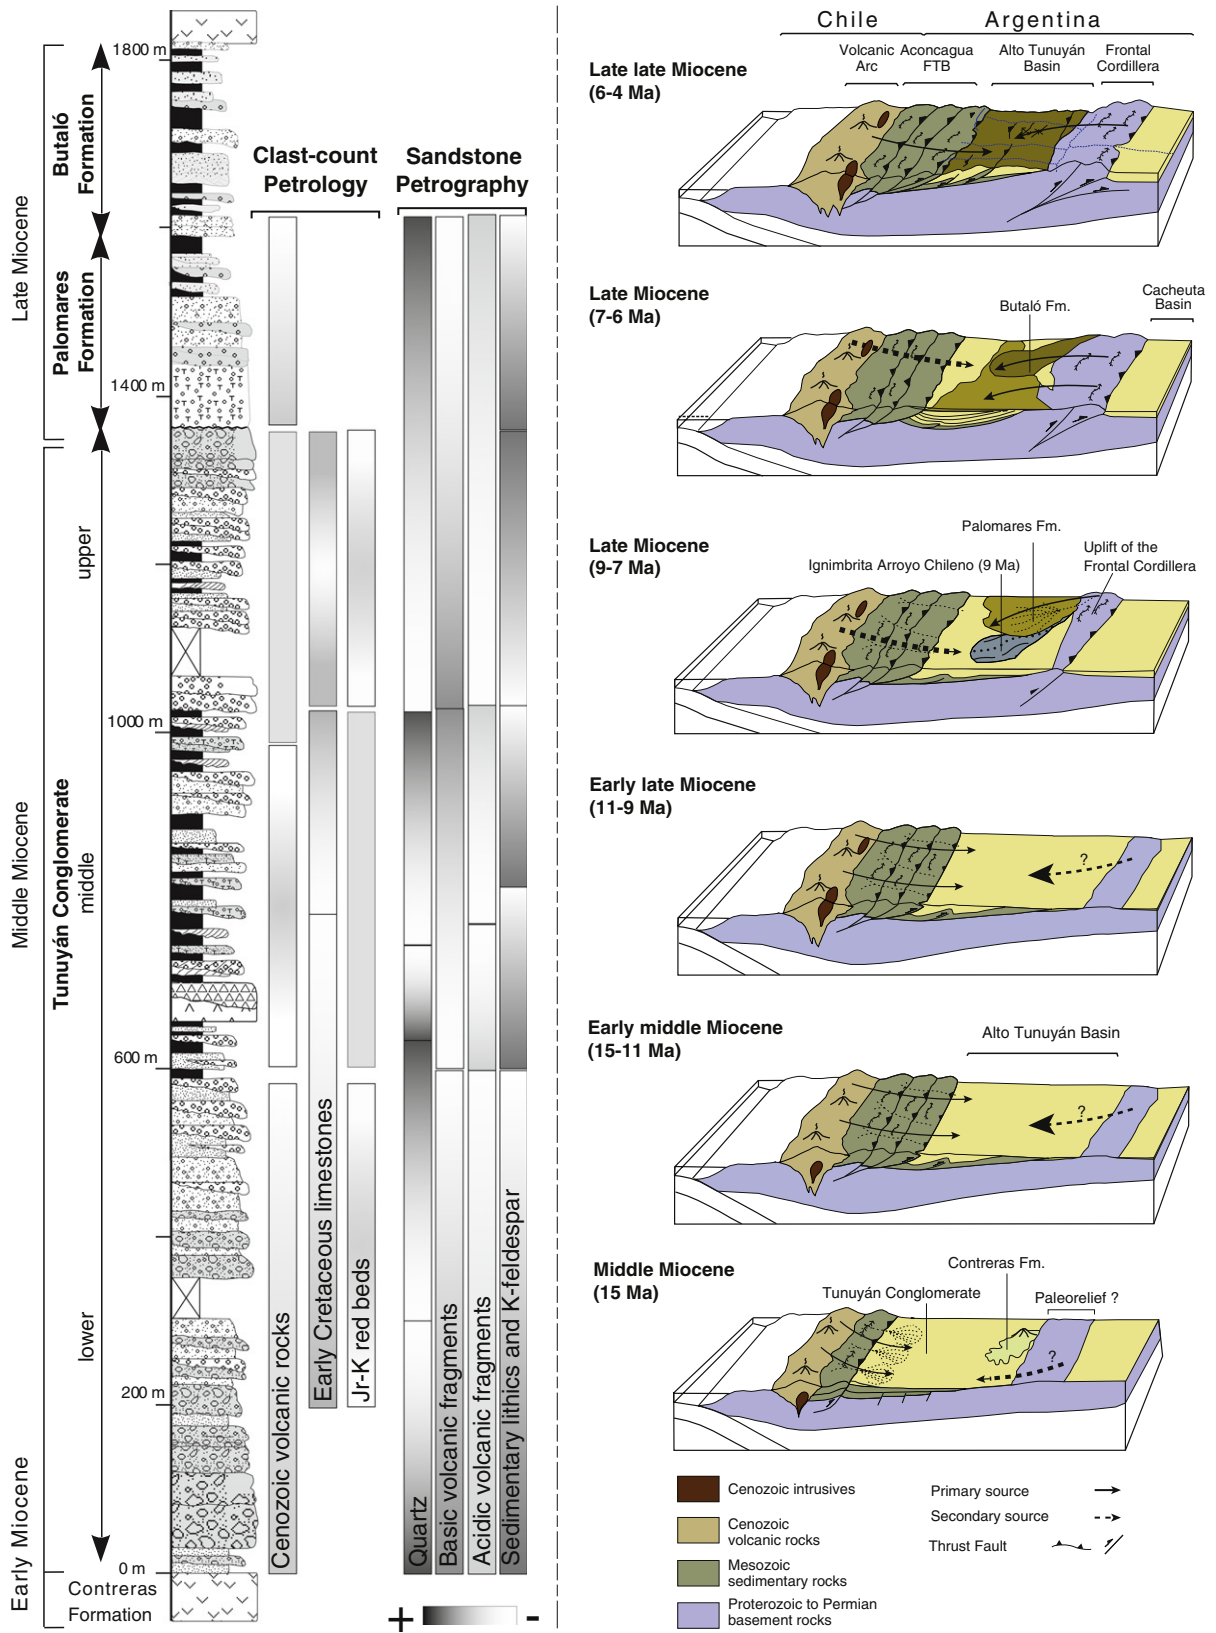 1800 m
1400 m
1000 m
600 m
200 m
0 m
Late Miocene
Middle Miocene
Early Miocene
Butaló
Formation
Palomares
Formation
Tunuyán Conglomerate
upper
middle
lower
Contreras
Formation
Clast-count
Petrology
Sandstone
Petrography
Cenozoic volcanic rocks
Early Cretaceous limestones
Jr-K red beds
Quartz
Basic volcanic fragments
Acidic volcanic fragments
Sedimentary lithics and K-feldespar
+ -
Chile Argentina
Volcanic
Arc
Aconcagua
FTB
Alto Tunuyán
Basin
Frontal
Cordillera
Late late Miocene
(6-4 Ma)
Late Miocene
(7-6 Ma)
Butaló Fm.
Cacheuta
Basin
Late Miocene
(9-7 Ma)
Palomares Fm.
Ignimbrita Arroyo Chileno (9 Ma)
Uplift of the
Frontal Cordillera
Early late Miocene
(11-9 Ma)
?
Early middle Miocene
(15-11 Ma)
Alto Tunuyán Basin
?
Middle Miocene
(15 Ma)
Contreras Fm.
Tunuyán Conglomerate
Paleorelief ?
?
Cenozoic intrusives
Cenozoic
volcanic rocks
Mesozoic
sedimentary rocks
Proterozoic to Permian
basement rocks
Primary source
Secondary source
Thrust Fault